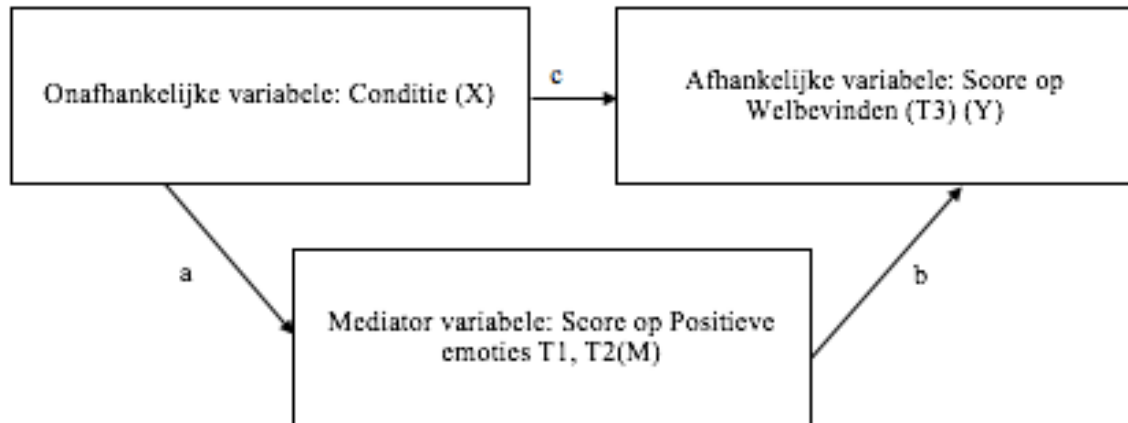 Onafhankelijke variabele: Conditie (X)
c
Afhankelijke variabele: Score op
Welbevinden (T3) (Y)
a
b
Mediator variabele: Score op Positieve
emoties T1, T2(M)